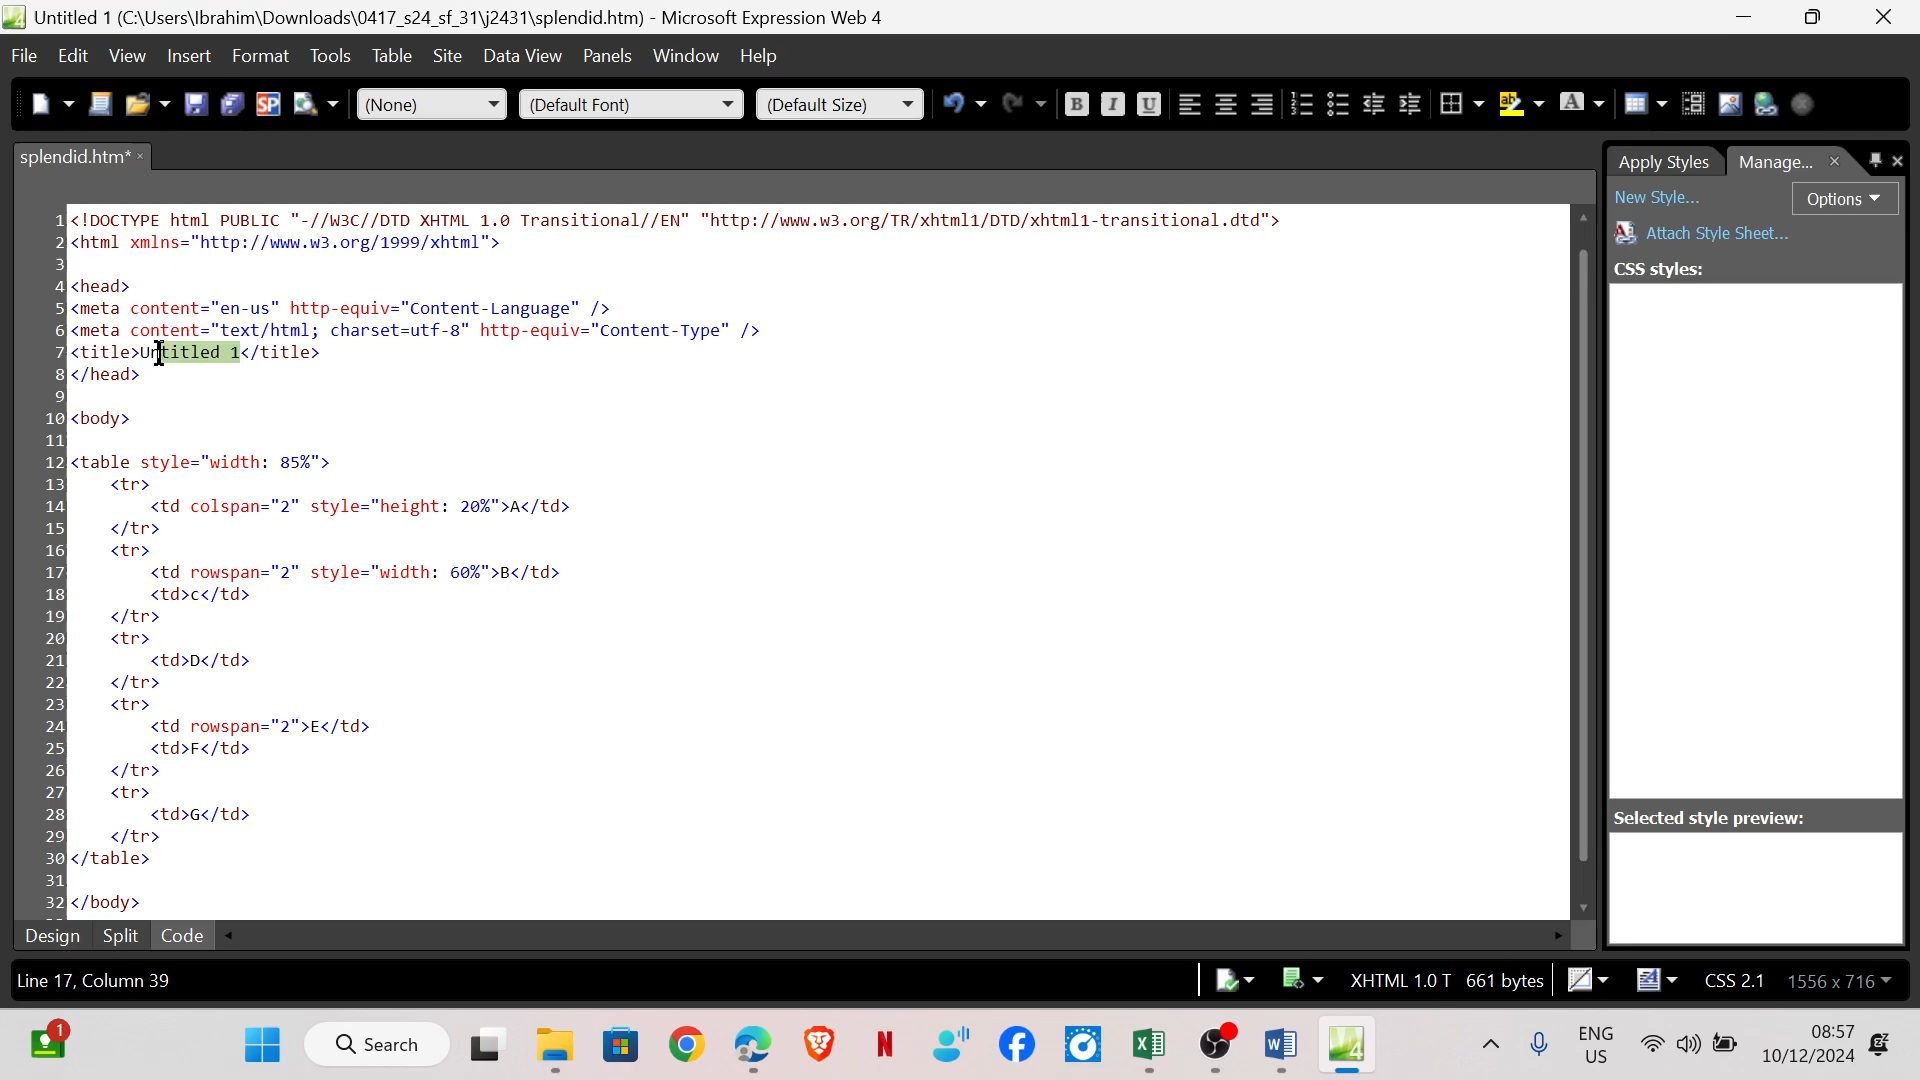 Untitled 1 (C:\Users\Ibrahim\Downloads\0417_s24_sf_31\j2431\splendid.htm) - Microsoft Expression Web 4
File Edit View Insert Format Tools Table Site Data View Panels Window Help
SP (None) (Default Font) (Default Size) B I U ab A
splendid.htm* Apply Styles Manage...
New Style... Options
Attach Style Sheet...
CSS styles:
1 <!DOCTYPE html PUBLIC "-//W3C//DTD XHTML 1.0 Transitional//EN" "http://www.w3.org/TR/xhtml1/DTD/xhtml1-transitional.dtd">
2 <html xmlns="http://www.w3.org/1999/xhtml">
3
4 <head>
5 <meta content="en-us" http-equiv="Content-Language" />
6 <meta content="text/html; charset=utf-8" http-equiv="Content-Type" />
7 <title>Untitled 1</title>
8 </head>
9
10 <body>
11
12 <table style="width: 85%">
13 <tr>
14 <td colspan="2" style="height: 20%">A</td>
15 </tr>
16 <tr>
17 <td rowspan="2" style="width: 60%">B</td>
18 <td>c</td>
19 </tr>
20 <tr>
21 <td>D</td>
22 </tr>
23 <tr>
24 <td rowspan="2">E</td>
25 <td>F</td>
26 </tr>
27 <tr>
28 <td>G</td>
29 </tr>
30 </table>
31
32 </body>
Selected style preview:
Design Split Code
Line 17, Column 39 XHTML 1.0 T 661 bytes CSS 2.1 1556 x 716
1 Search N 4 ENG
US
08:57
10/12/2024